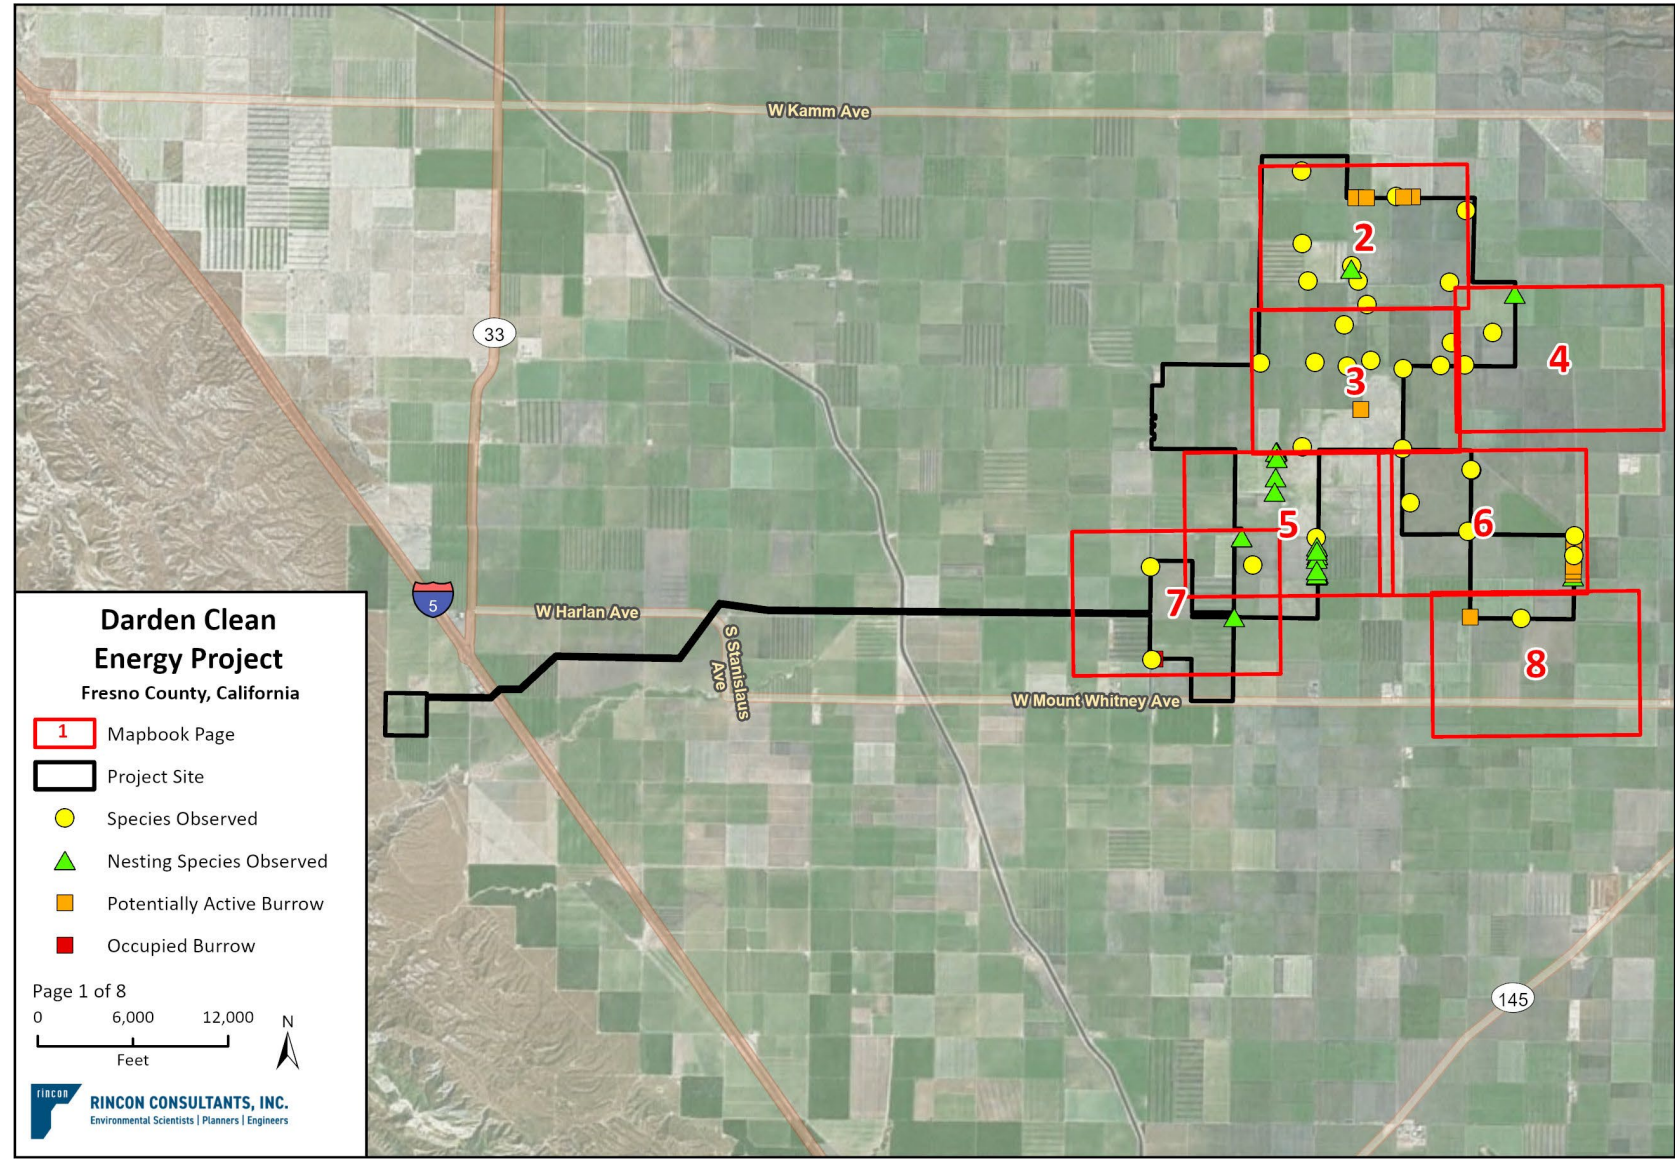 W Kamm Ave
33
2
4
3
5
6
7
8
5
W Harlan Ave
S Stanislaus
Ave
W Mount Whitney Ave
145
Darden Clean
Energy Project
Fresno County, California
1 Mapbook Page
Project Site
Species Observed
Nesting Species Observed
Potentially Active Burrow
Occupied Burrow
Page 1 of 8
0 6,000 12,000
Feet
N
rincon
RINCON CONSULTANTS, INC.
Environmental Scientists | Planners | Engineers